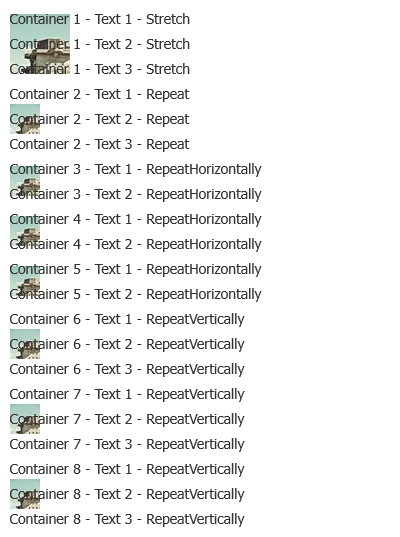 Container 1 - Text 1 - Stretch
Container 1 - Text 2 - Stretch
Container 1 - Text 3 - Stretch
Container 2 - Text 1 - Repeat
Container 2 - Text 2 - Repeat
Container 2 - Text 3 - Repeat
Container 3 - Text 1 - RepeatHorizontally
Container 3 - Text 2 - RepeatHorizontally
Container 4 - Text 1 - RepeatHorizontally
Container 4 - Text 2 - RepeatHorizontally
Container 5 - Text 1 - RepeatHorizontally
Container 5 - Text 2 - RepeatHorizontally
Container 6 - Text 1 - RepeatVertically
Container 6 - Text 2 - RepeatVertically
Container 6 - Text 3 - RepeatVertically
Container 7 - Text 1 - RepeatVertically
Container 7 - Text 2 - RepeatVertically
Container 7 - Text 3 - RepeatVertically
Container 8 - Text 1 - RepeatVertically
Container 8 - Text 2 - RepeatVertically
Container 8 - Text 3 - RepeatVertically